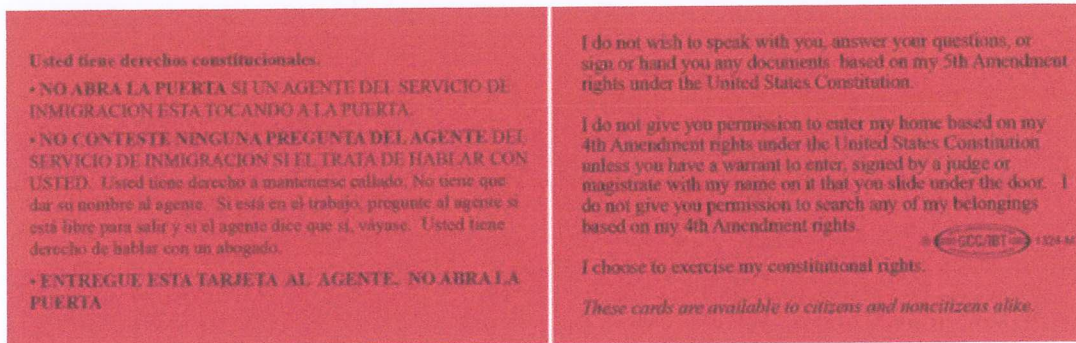 Usted tiene derechos constitucionales.
• NO ABRA LA PUERTA SI UN AGENTE DEL SERVICIO DE
INMIGRACION ESTA TOCANDO A LA PUERTA.
• NO CONTESTE NINGUNA PREGUNTA DEL AGENTE DEL
SERVICIO DE INMIGRACION SI EL TRATA DE HABLAR CON
USTED. Usted tiene derecho a mantenerse callado. No tiene que
dar su nombre al agente. Si está en el trabajo, pregunte al agente si
está libre para salir y si el agente dice que sí, váyase. Usted tiene
derecho de hablar con un abogado.
• ENTREGUE ESTA TARJETA AL AGENTE. NO ABRA LA
PUERTA
I do not wish to speak with you, answer your questions, or
sign or hand you any documents based on my 5th Amendment
rights under the United States Constitution.
I do not give you permission to enter my home based on my
4th Amendment rights under the United States Constitution
unless you have a warrant to enter, signed by a judge or
magistrate with my name on it that you slide under the door. I
do not give you permission to search any of my belongings
based on my 4th Amendment rights.
GCC/IBT 1324-M
I choose to exercise my constitutional rights.
These cards are available to citizens and noncitizens alike.